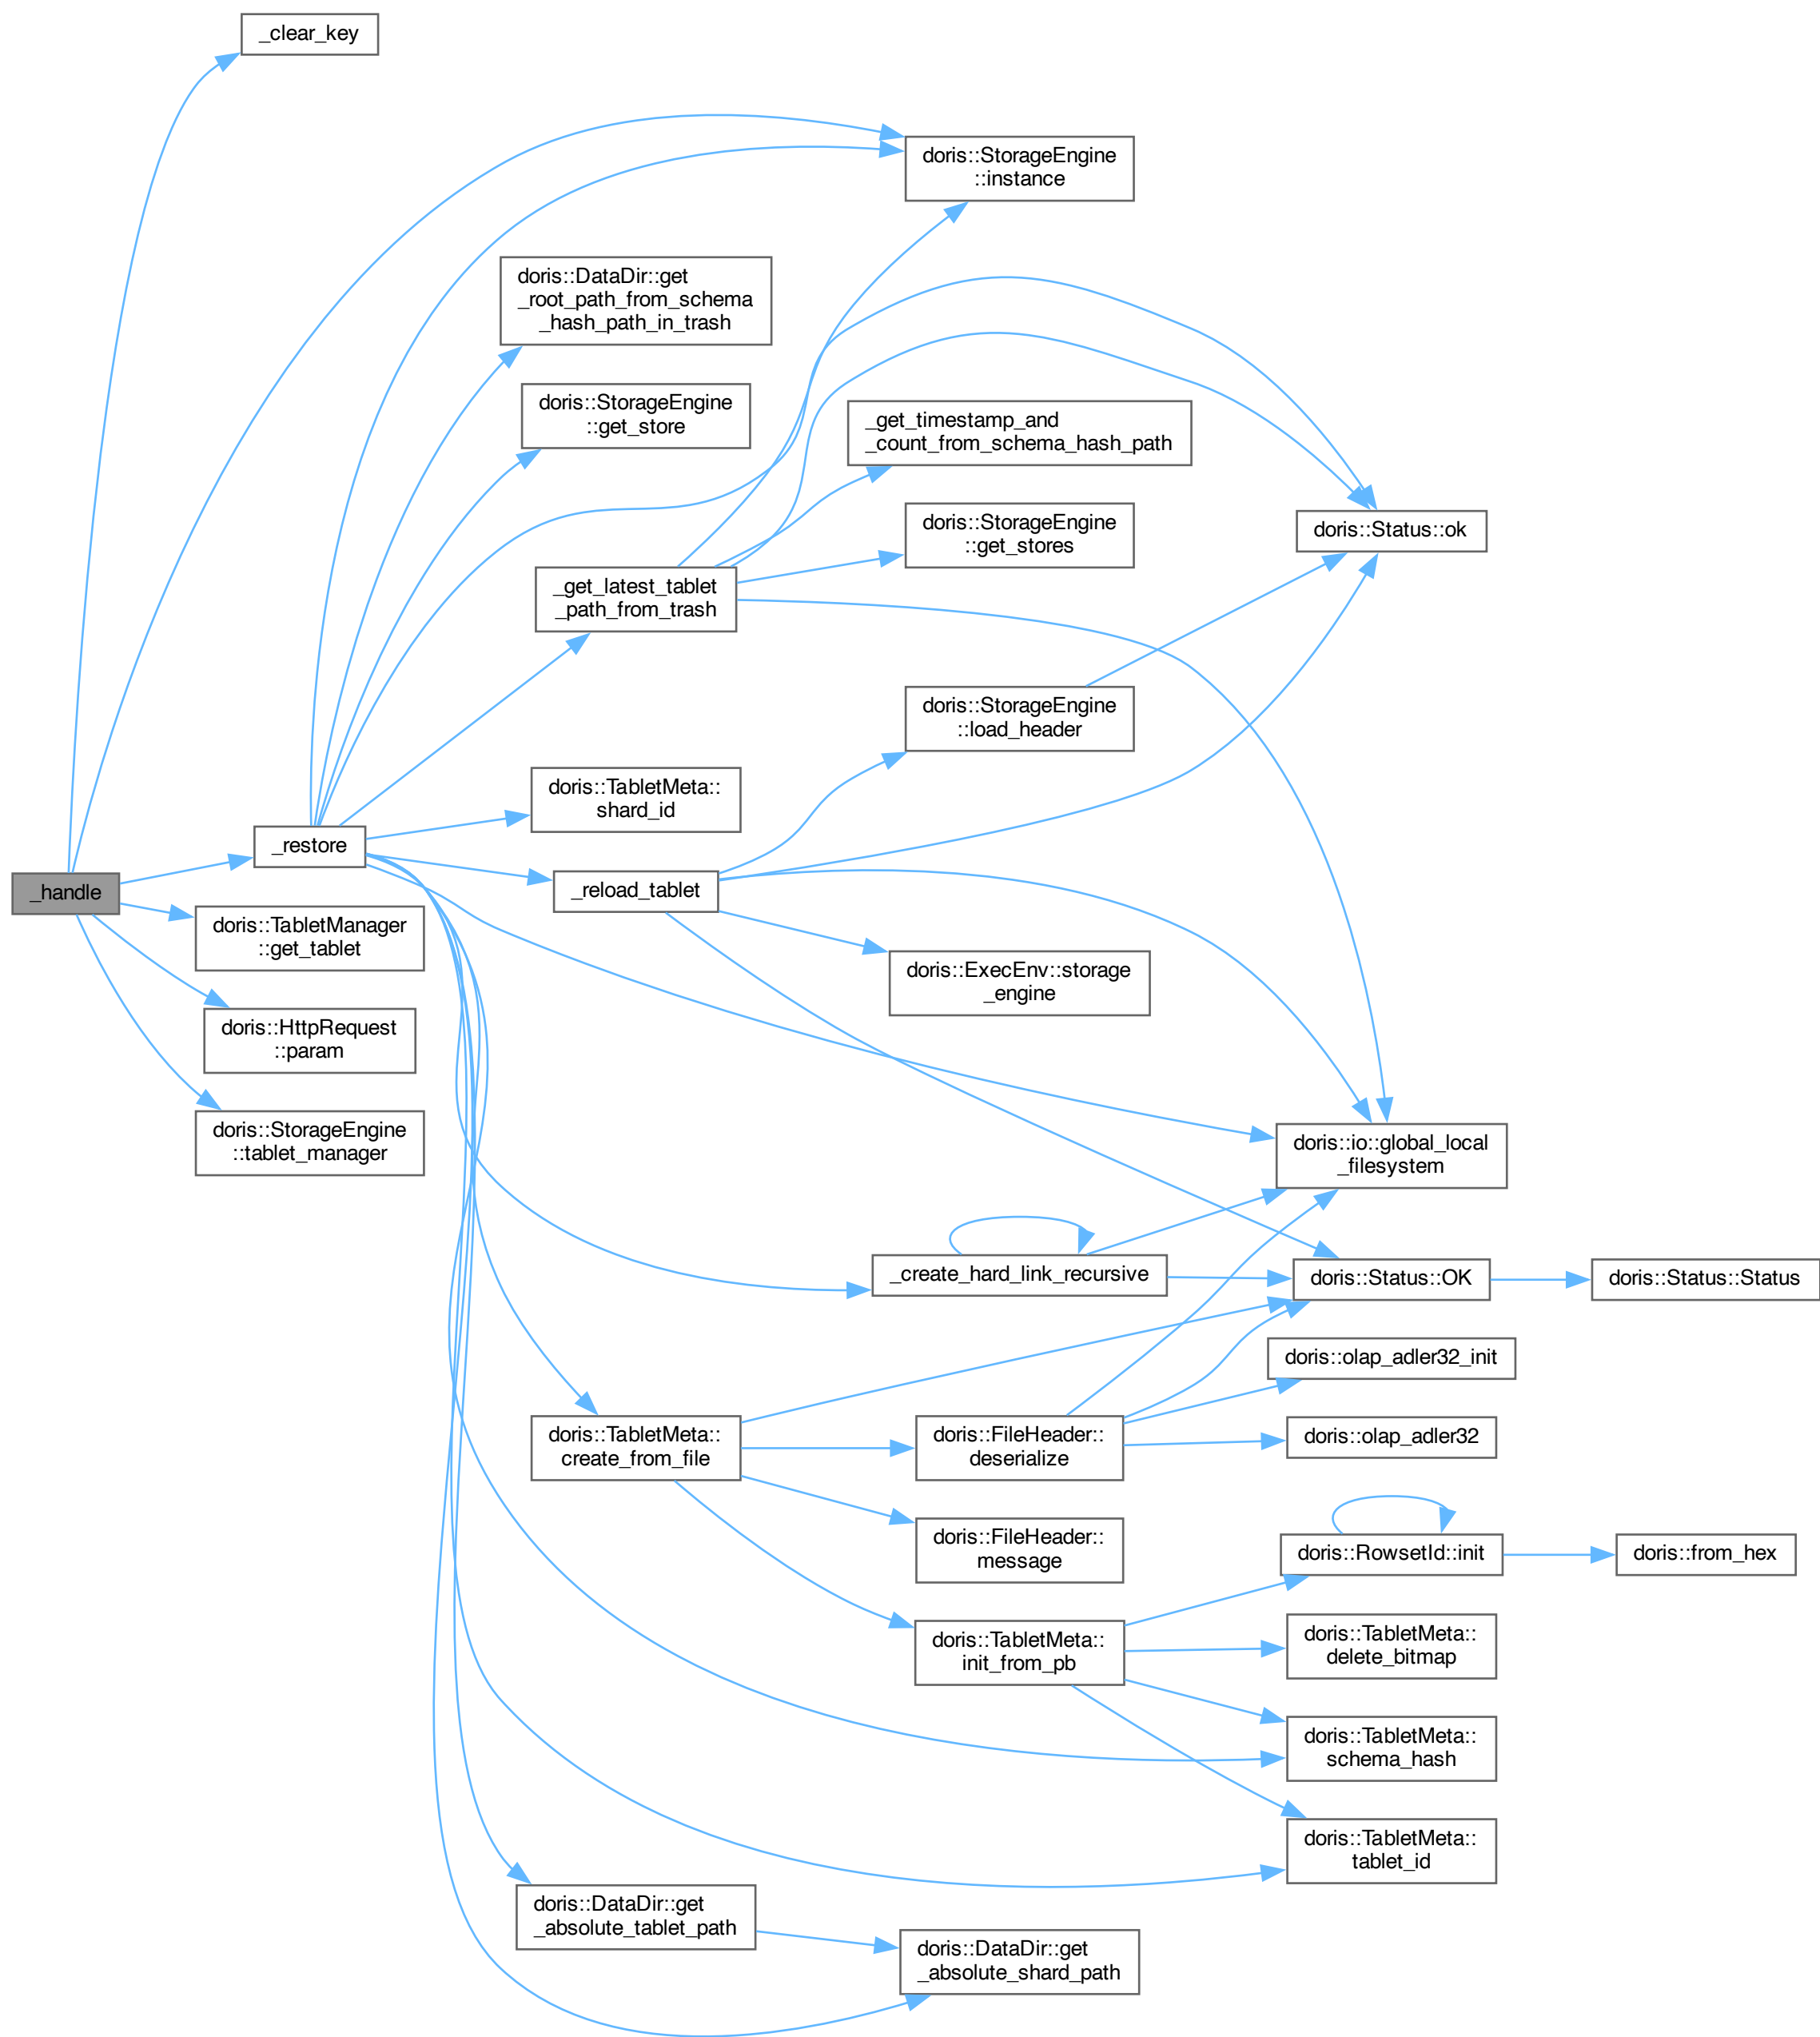 _clear_key
doris::StorageEngine
::instance
doris::DataDir::get
_root_path_from_schema
_hash_path_in_trash
doris::StorageEngine
::get_store
_get_timestamp_and
_count_from_schema_hash_path
doris::StorageEngine
::get_stores
doris::Status::ok
_get_latest_tablet
_path_from_trash
doris::StorageEngine
::load_header
doris::TabletMeta::
shard_id
_restore
_reload_tablet
_handle
doris::TabletManager
::get_tablet
doris::ExecEnv::storage
_engine
doris::HttpRequest
::param
doris::StorageEngine
::tablet_manager
doris::io::global_local
_filesystem
_create_hard_link_recursive
doris::Status::OK
doris::Status::Status
doris::olap_adler32_init
doris::TabletMeta::
create_from_file
doris::FileHeader::
deserialize
doris::olap_adler32
doris::FileHeader::
message
doris::RowsetId::init
doris::from_hex
doris::TabletMeta::
init_from_pb
doris::TabletMeta::
delete_bitmap
doris::TabletMeta::
schema_hash
doris::TabletMeta::
tablet_id
doris::DataDir::get
_absolute_tablet_path
doris::DataDir::get
_absolute_shard_path